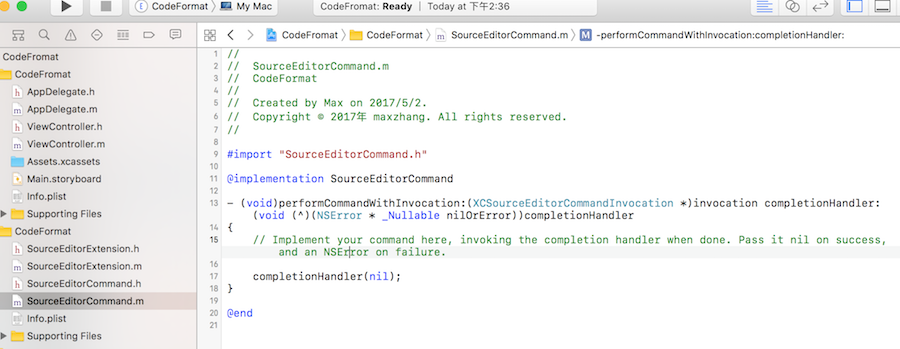 CodeFormat
My Mac
CodeFromat: Ready | Today at 下午2:36
CodeFromat
CodeFromat
SourceEditorCommand.m
M -performCommandWithInvocation:completionHandler:
CodeFromat
CodeFromat
h AppDelegate.h
m AppDelegate.m
h ViewController.h
m ViewController.m
Assets.xcassets
Main.storyboard
Info.plist
Supporting Files
CodeFormat
h SourceEditorExtension.h
m SourceEditorExtension.m
h SourceEditorCommand.h
m SourceEditorCommand.m
Info.plist
Supporting Files
1 //
2 //  SourceEditorCommand.m
3 //  CodeFormat
4 //
5 //  Created by Max on 2017/5/2.
6 //  Copyright © 2017年 maxzhang. All rights reserved.
7 //
8
9 #import "SourceEditorCommand.h"
10
11 @implementation SourceEditorCommand
12
13 - (void)performCommandWithInvocation:(XCSourceEditorCommandInvocation *)invocation completionHandler:
(void (^)(NSError * _Nullable nilOrError))completionHandler
14 {
15 // Implement your command here, invoking the completion handler when done. Pass it nil on success,
and an NSError on failure.
16
17 completionHandler(nil);
18 }
19
20 @end
21